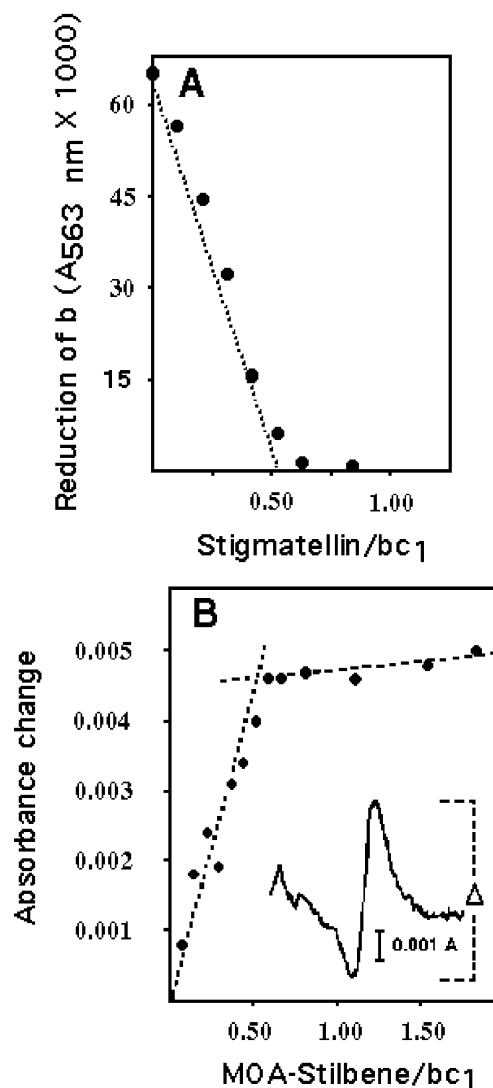 A
Reduction of b (A563 nm X 1000)
60
45
30
15
0.50 1.00
Stigmatellin/bc1
B
Absorbance change
0.005
0.004
0.003
0.002
0.001
Δ
0.001 A
0.50 1.00 1.50
MOA-Stilbene/bc1